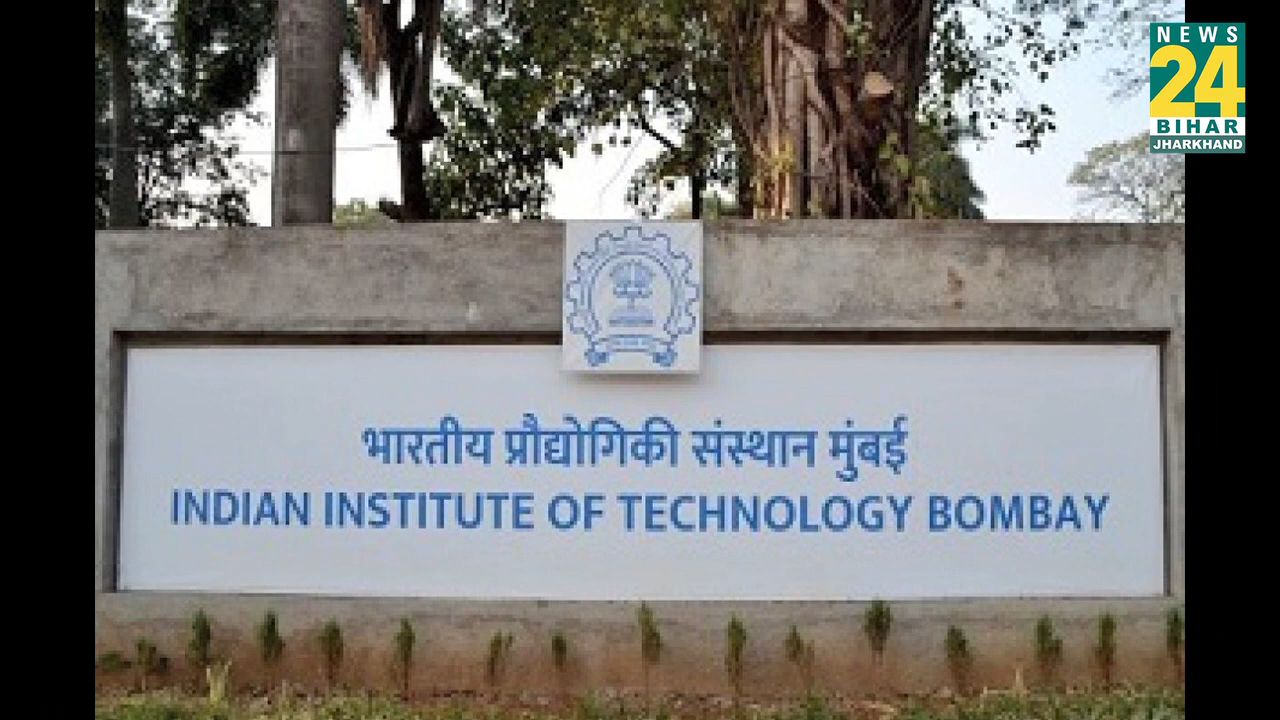 NEWS
24
BIHAR
JHARKHAND
भारतीय प्रौद्योगिकी संस्थान मुंबई
INDIAN INSTITUTE OF TECHNOLOGY BOMBAY